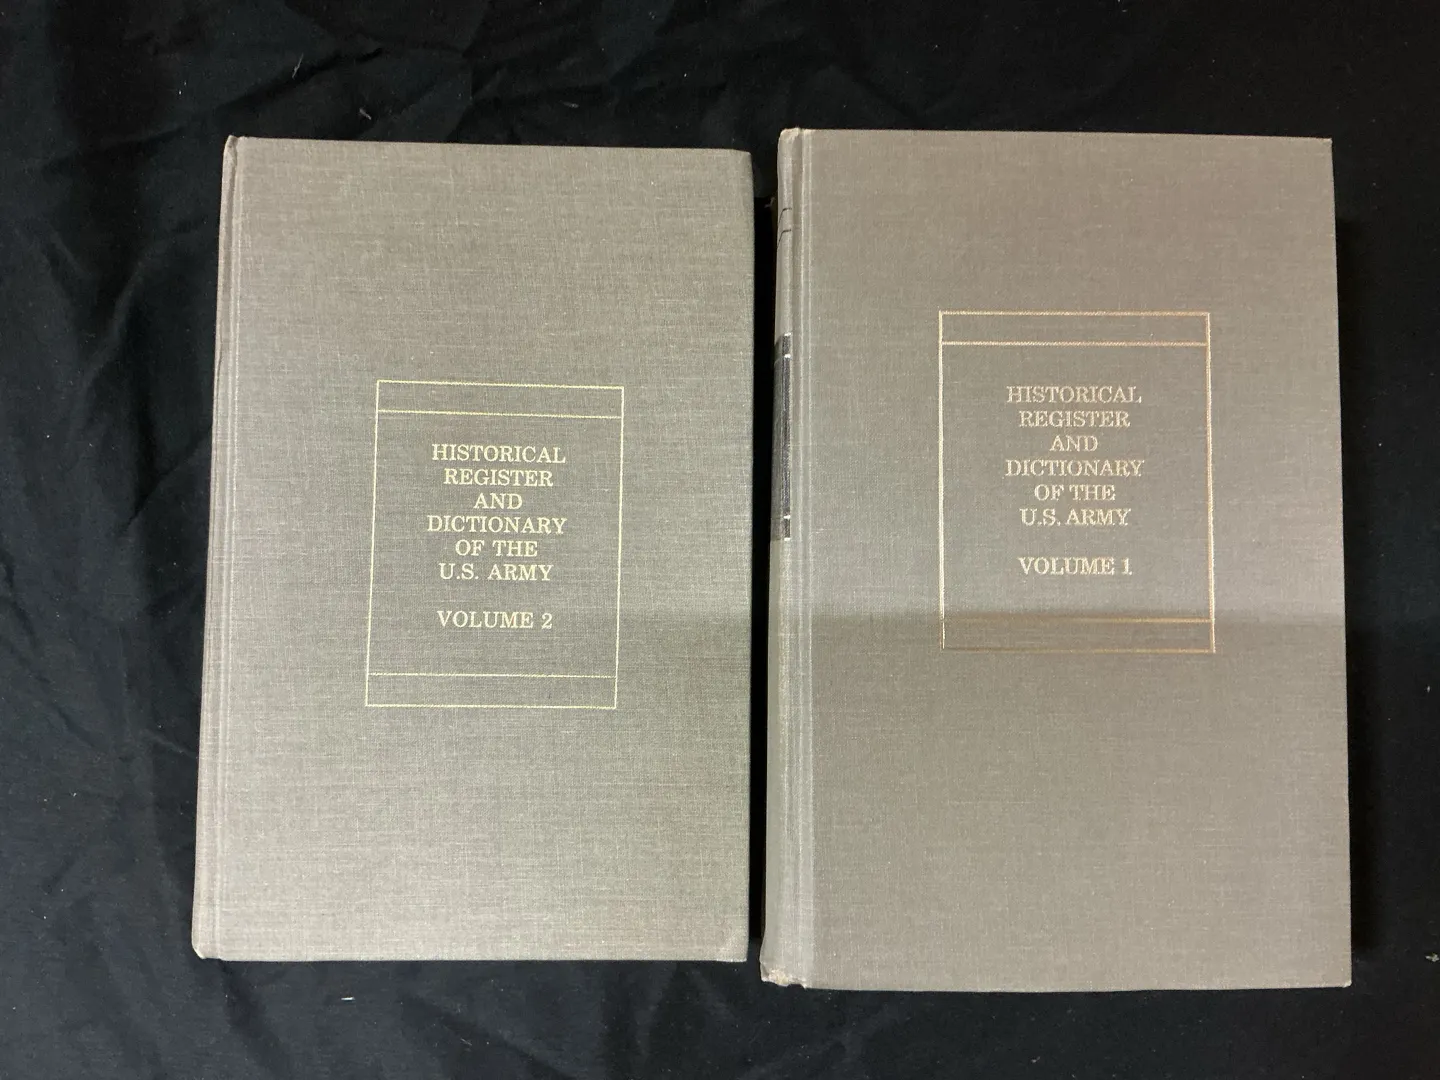 HISTORICAL
REGISTER
AND
DICTIONARY
OF THE
U.S. ARMY
VOLUME 2
HISTORICAL
REGISTER
AND
DICTIONARY
OF THE
U.S. ARMY
VOLUME 1